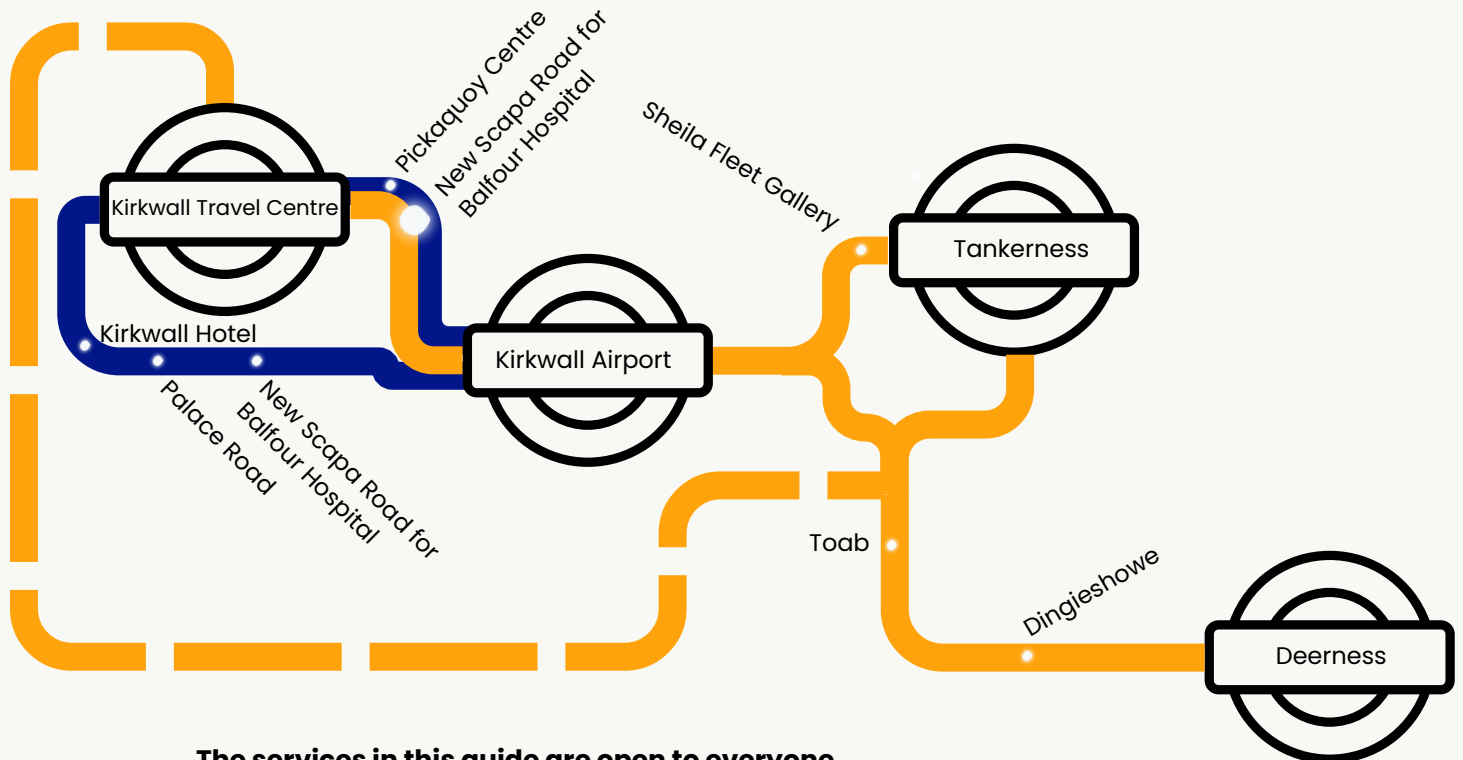 Pickaquoy Centre
New Scapa Road for
Balfour Hospital
Sheila Fleet Gallery
Kirkwall Travel Centre
Tankerness
Kirkwall Hotel
Kirkwall Airport
Palace Road
New Scapa Road for
Balfour Hospital
Toab
Dingieshowe
Deerness
The services in this guide are open to everyone